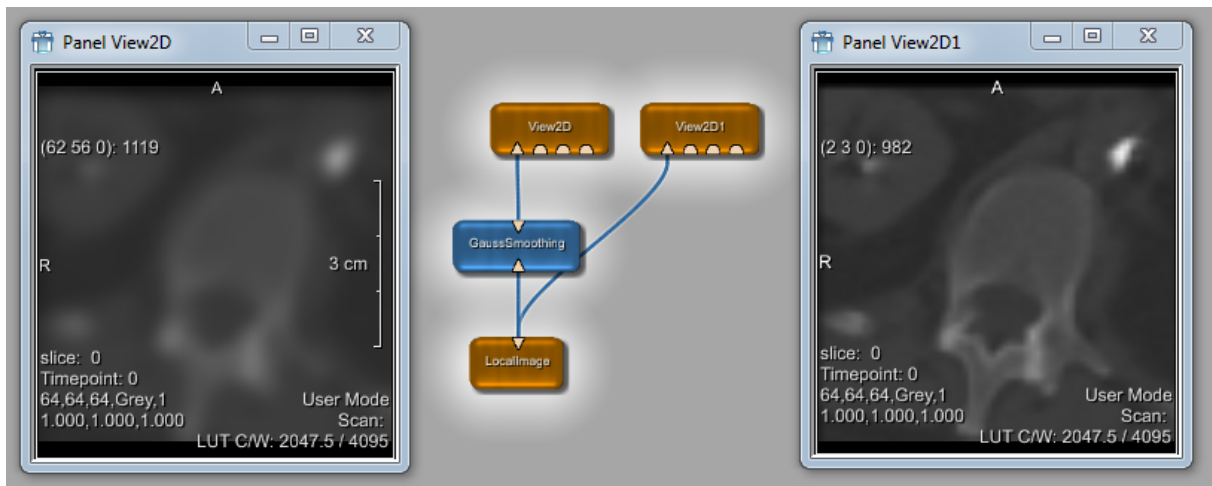 Panel View2D
A
(62 56 0): 1119
R
3 cm
slice: 0
Timepoint: 0
64,64,64,Grey,1
User Mode
1.000,1.000,1.000
Scan:
LUT C/W: 2047.5 / 4095
View2D
View2D1
GaussSmoothing
LocalImage
Panel View2D1
A
(2 3 0): 982
R
slice: 0
Timepoint: 0
64,64,64,Grey,1
User Mode
1.000,1.000,1.000
Scan:
LUT C/W: 2047.5 / 4095